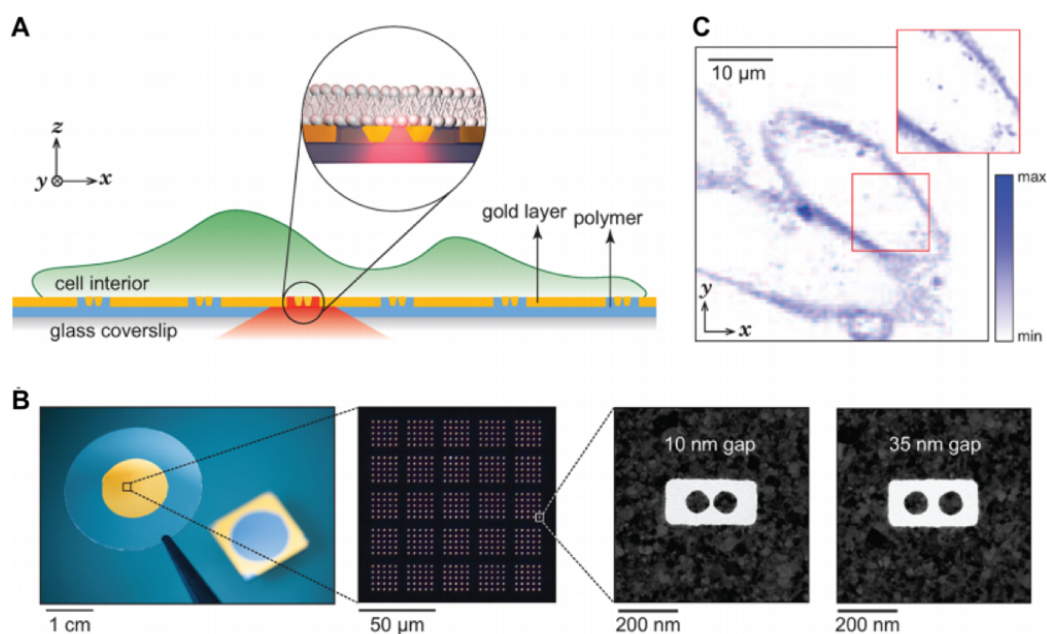 A
z
y
x
gold layer
polymer
cell interior
glass coverslip
C
10 μm
max
y
x
min
B
10 nm gap
35 nm gap
1 cm
50 μm
200 nm
200 nm